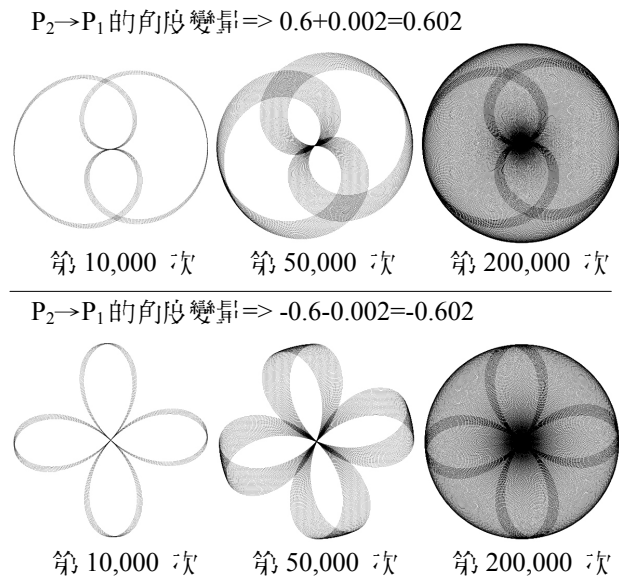 P₂→P₁的角度變量=> 0.6+0.002=0.602
第 10,000 次
第 50,000 次
第 200,000 次
P₂→P₁的角度變量=> -0.6-0.002=-0.602
第 10,000 次
第 50,000 次
第 200,000 次